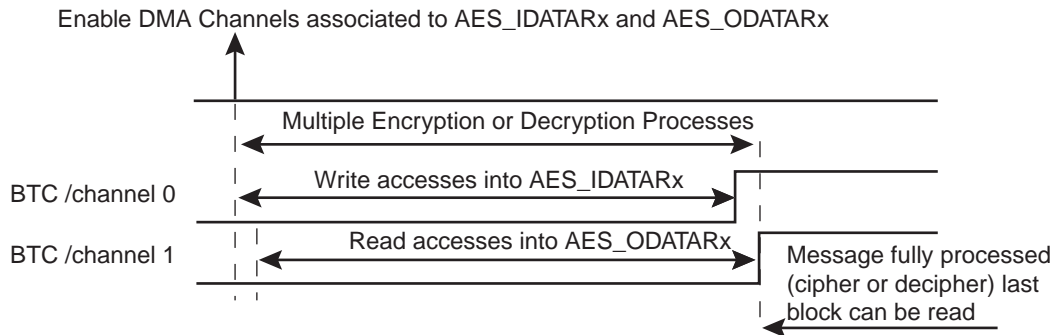 Enable DMA Channels associated to AES_IDATARx and AES_ODATARx
Multiple Encryption or Decryption Processes
BTC /channel 0
Write accesses into AES_IDATARx
BTC /channel 1
Read accesses into AES_ODATARx
Message fully processed
(cipher or decipher) last
block can be read